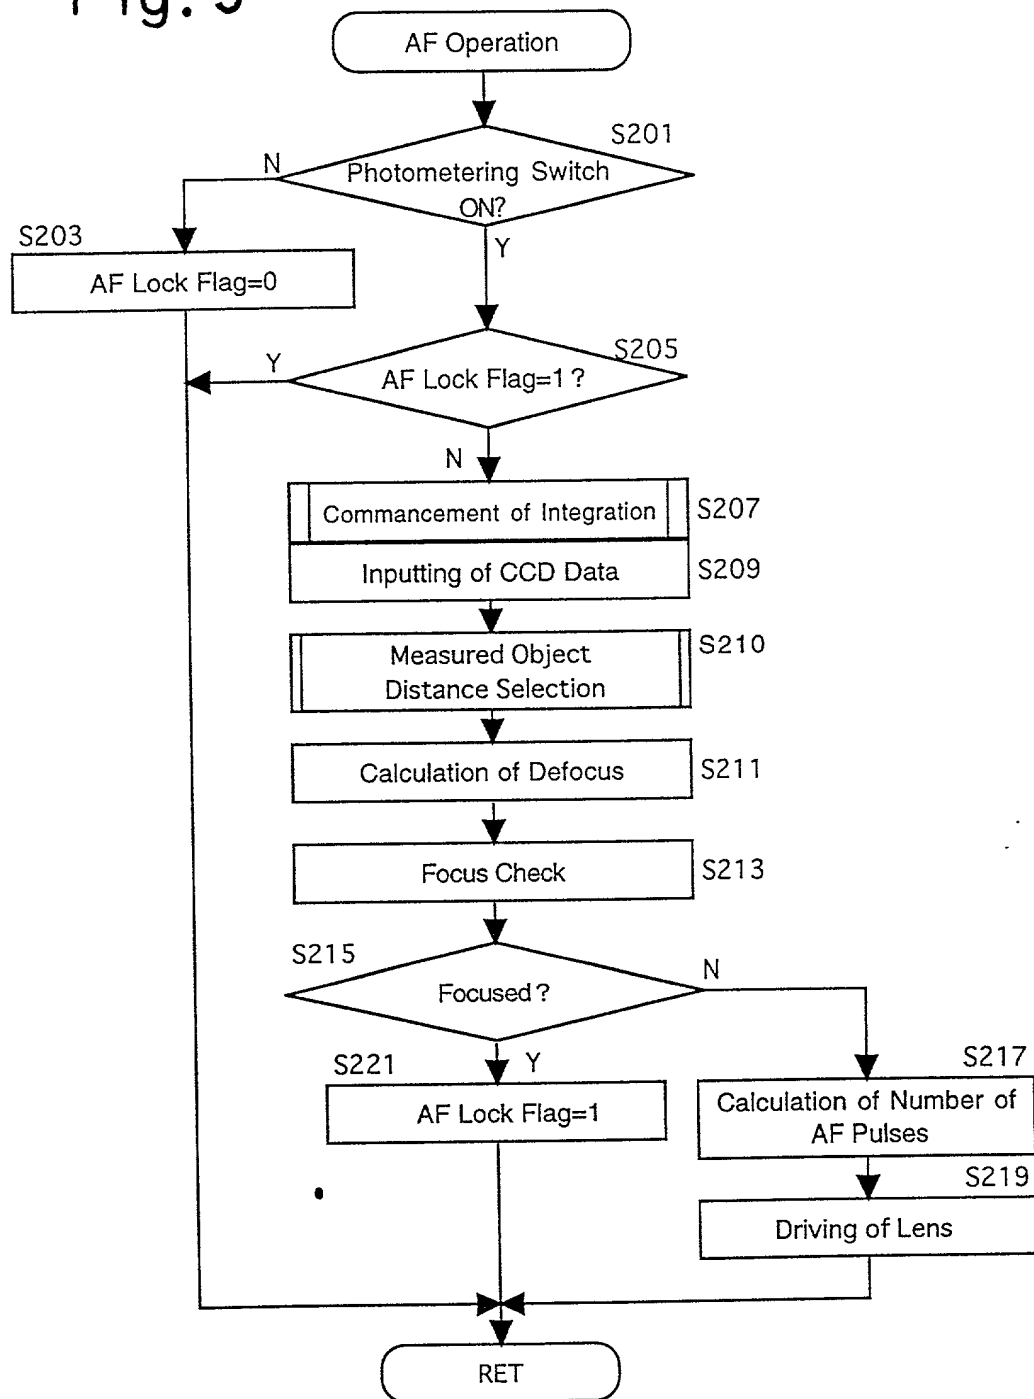 AF Operation
S201
N
Photometering Switch
ON?
Y
S203
AF Lock Flag=0
S205
Y
AF Lock Flag=1?
N
Commancement of Integration
S207
Inputting of CCD Data
S209
Measured Object
Distance Selection
S210
Calculation of Defocus
S211
Focus Check
S213
S215
Focused?
N
Y
S221
AF Lock Flag=1
S217
Calculation of Number of
AF Pulses
S219
Driving of Lens
RET